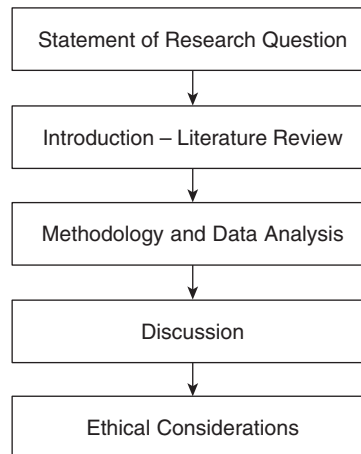 Statement of Research Question
Introduction – Literature Review
Methodology and Data Analysis
Discussion
Ethical Considerations